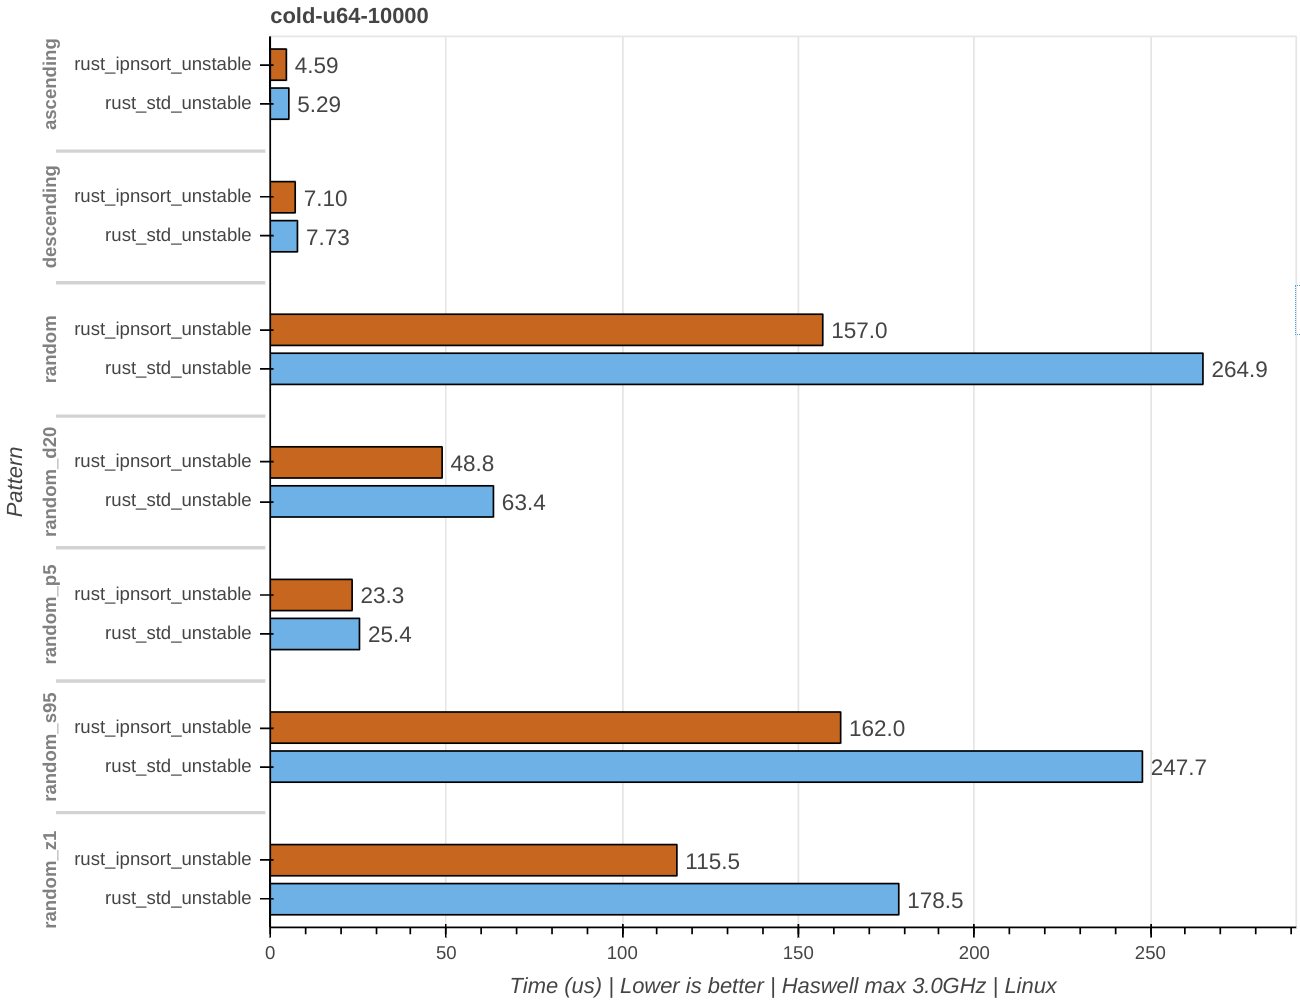 cold-u64-10000
ascending
rust_ipnsort_unstable 4.59
rust_std_unstable 5.29
descending
rust_ipnsort_unstable 7.10
rust_std_unstable 7.73
random
rust_ipnsort_unstable 157.0
rust_std_unstable 264.9
random_d20
rust_ipnsort_unstable 48.8
rust_std_unstable 63.4
random_p5
rust_ipnsort_unstable 23.3
rust_std_unstable 25.4
random_s95
rust_ipnsort_unstable 162.0
rust_std_unstable 247.7
random_z1
rust_ipnsort_unstable 115.5
rust_std_unstable 178.5
Pattern
0 50 100 150 200 250
Time (us) | Lower is better | Haswell max 3.0GHz | Linux